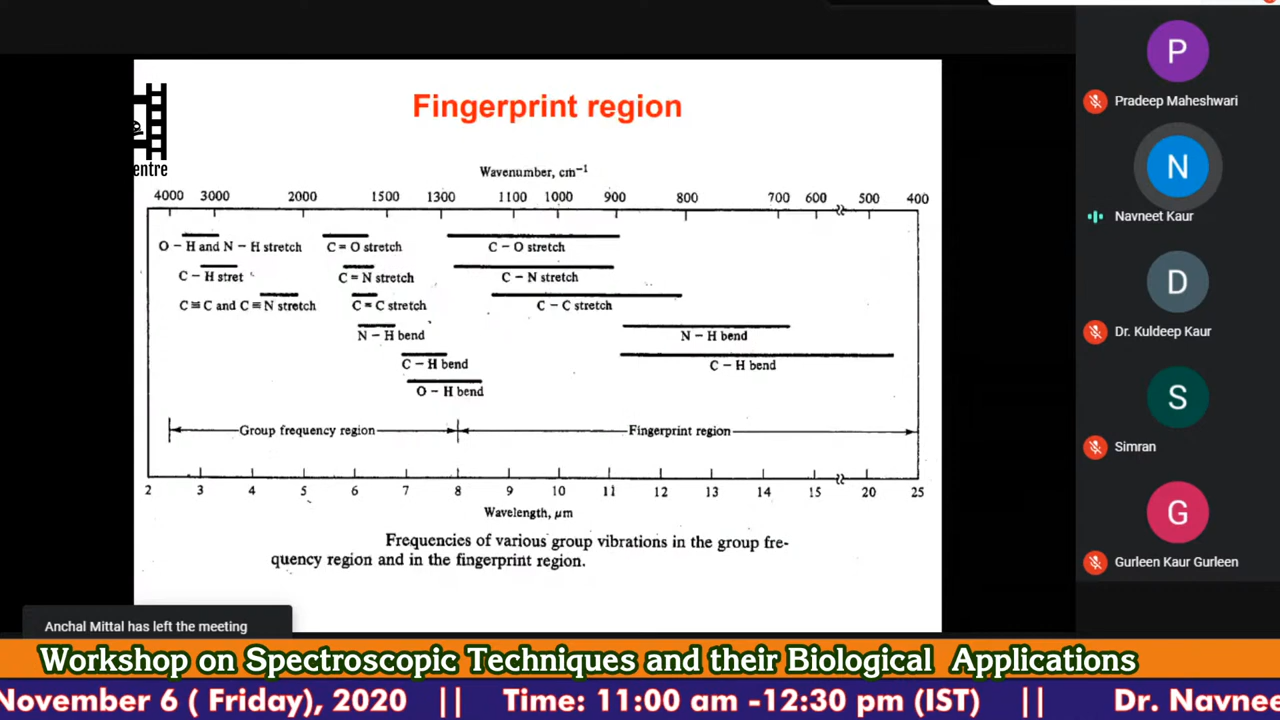 Fingerprint region
entre
Wavenumber, cm⁻¹
4000 3000 2000 1500 1300 1100 1000 900 800 700 600 500 400
O – H and N – H stretch C = O stretch C – O stretch
C – H stret C = N stretch C – N stretch
C ≡ C and C ≡ N stretch C = C stretch C – C stretch
N – H bend N – H bend
C – H bend C – H bend
O – H bend
Group frequency region Fingerprint region
2 3 4 5 6 7 8 9 10 11 12 13 14 15 20 25
Wavelength, μm
Frequencies of various group vibrations in the group fre-
quency region and in the fingerprint region.
P
Pradeep Maheshwari
N
Navneet Kaur
D
Dr. Kuldeep Kaur
S
Simran
G
Gurleen Kaur Gurleen
Anchal Mittal has left the meeting
Workshop on Spectroscopic Techniques and their Biological Applications
November 6 ( Friday), 2020 || Time: 11:00 am -12:30 pm (IST) || Dr. Navnee